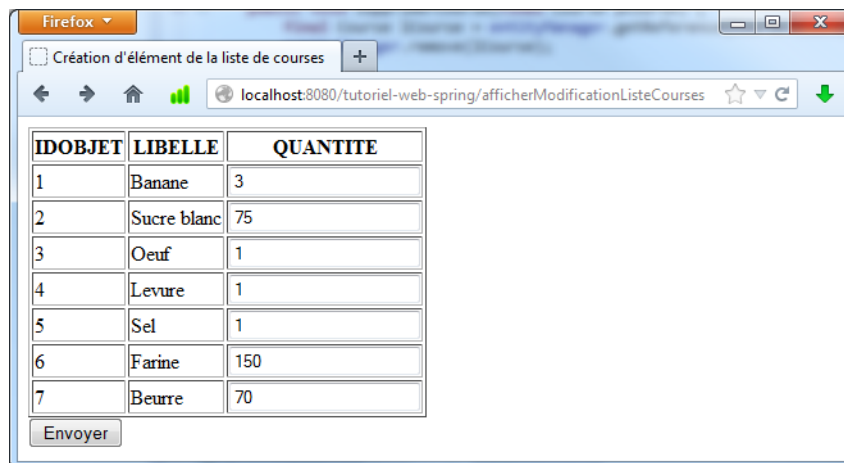 Firefox
Création d'élément de la liste de courses
localhost:8080/tutoriel-web-spring/afficherModificationListeCourses
IDOBJET LIBELLE QUANTITE
1 Banane 3
2 Sucre blanc 75
3 Oeuf 1
4 Levure 1
5 Sel 1
6 Farine 150
7 Beurre 70
Envoyer